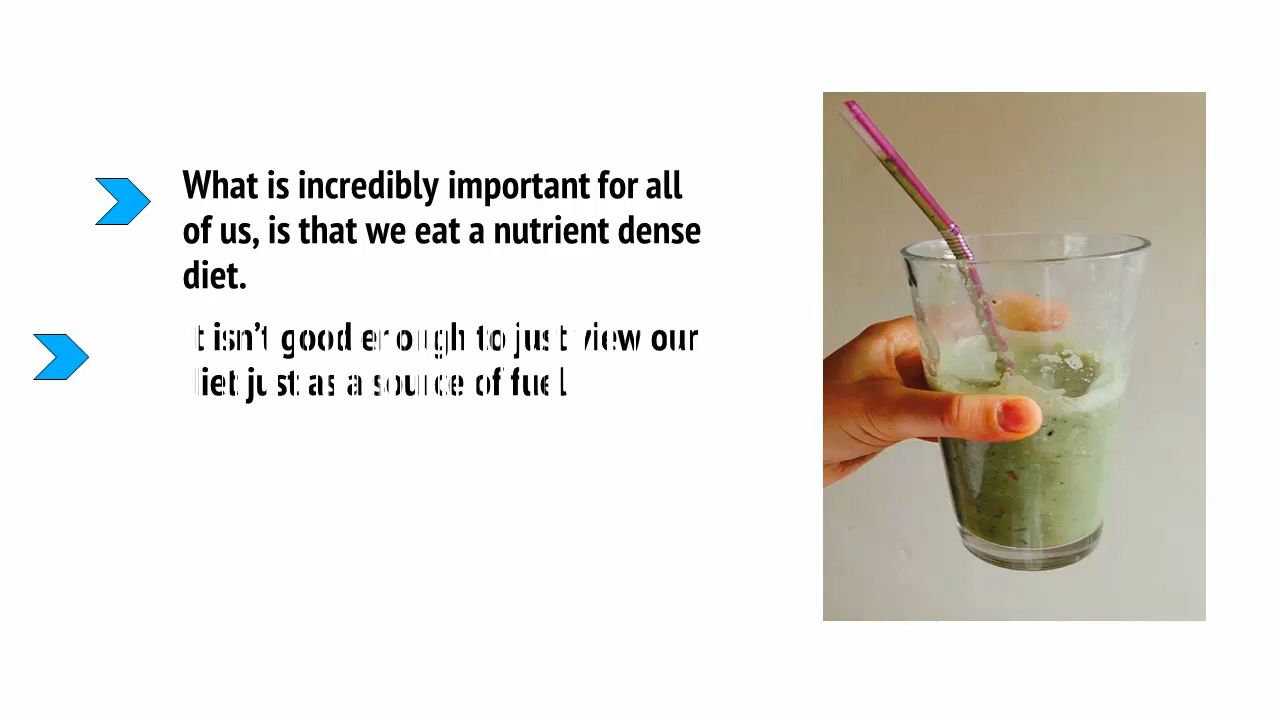 What is incredibly important for all
of us, is that we eat a nutrient dense
diet.
t isn’t good enough to just view our
diet just as a source of fuel